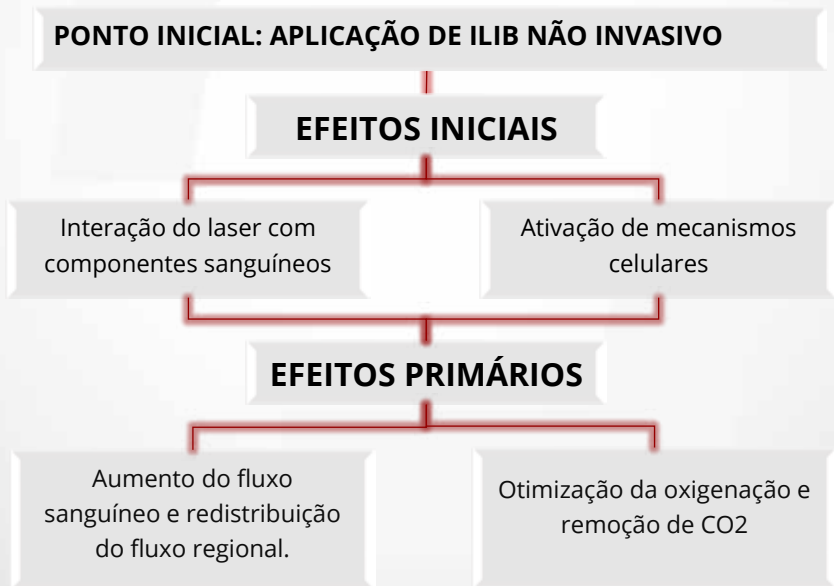 PONTO INICIAL: APLICAÇÃO DE ILIB NÃO INVASIVO
EFEITOS INICIAIS
Interação do laser com
componentes sanguíneos
Ativação de mecanismos
celulares
EFEITOS PRIMÁRIOS
Aumento do fluxo
sanguíneo e redistribuição
do fluxo regional.
Otimização da oxigenação e
remoção de CO2